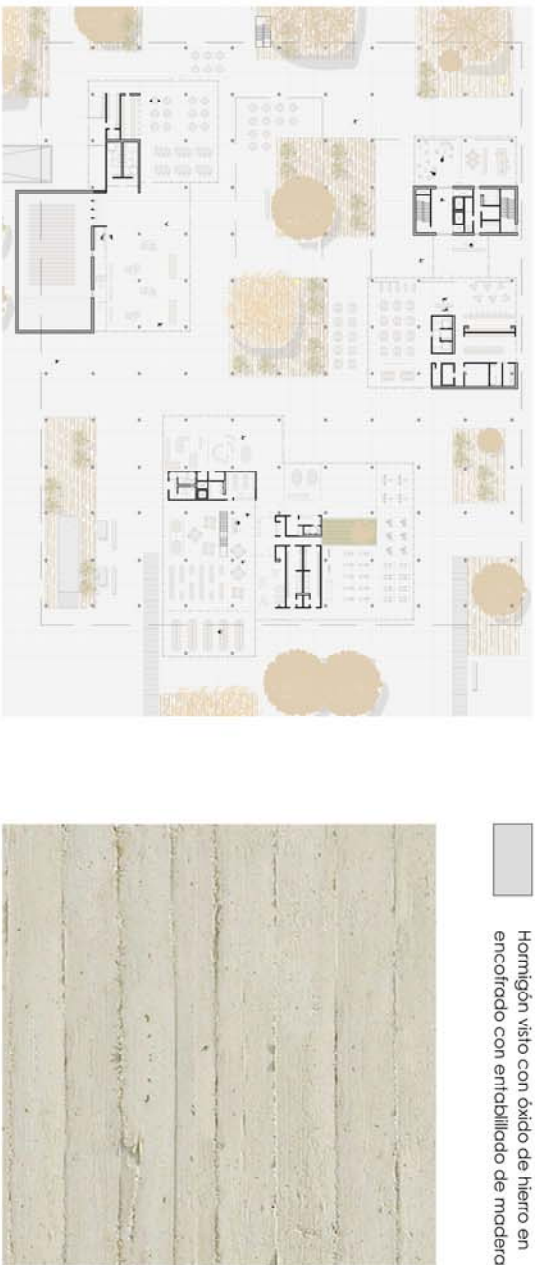 Hormigón visto con óxido de hierro en
encofrado con entablillado de madera